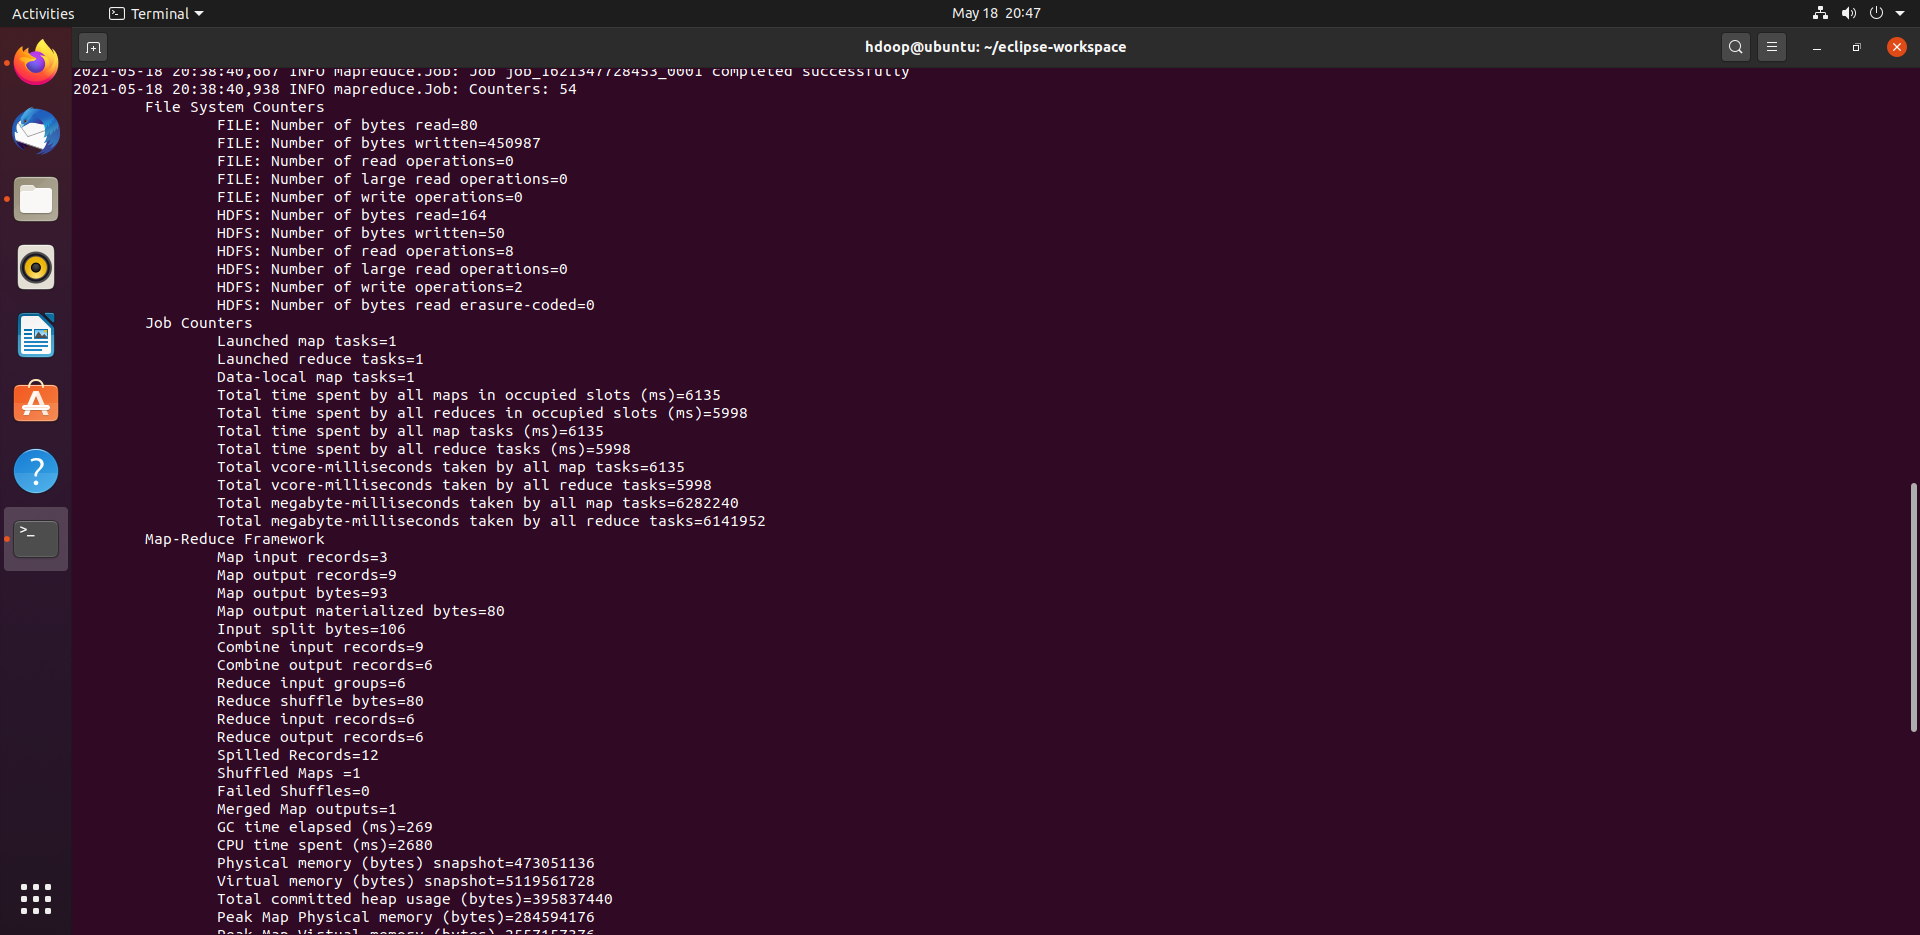 Activities
Terminal
May 18 20:47
hdoop@ubuntu: ~/eclipse-workspace
2021-05-18 20:38:40,667 INFO mapreduce.Job: Job job_1621347728453_0001 completed successfully
2021-05-18 20:38:40,938 INFO mapreduce.Job: Counters: 54
File System Counters
FILE: Number of bytes read=80
FILE: Number of bytes written=450987
FILE: Number of read operations=0
FILE: Number of large read operations=0
FILE: Number of write operations=0
HDFS: Number of bytes read=164
HDFS: Number of bytes written=50
HDFS: Number of read operations=8
HDFS: Number of large read operations=0
HDFS: Number of write operations=2
HDFS: Number of bytes read erasure-coded=0
Job Counters
Launched map tasks=1
Launched reduce tasks=1
Data-local map tasks=1
Total time spent by all maps in occupied slots (ms)=6135
Total time spent by all reduces in occupied slots (ms)=5998
Total time spent by all map tasks (ms)=6135
Total time spent by all reduce tasks (ms)=5998
Total vcore-milliseconds taken by all map tasks=6135
Total vcore-milliseconds taken by all reduce tasks=5998
Total megabyte-milliseconds taken by all map tasks=6282240
Total megabyte-milliseconds taken by all reduce tasks=6141952
Map-Reduce Framework
Map input records=3
Map output records=9
Map output bytes=93
Map output materialized bytes=80
Input split bytes=106
Combine input records=9
Combine output records=6
Reduce input groups=6
Reduce shuffle bytes=80
Reduce input records=6
Reduce output records=6
Spilled Records=12
Shuffled Maps =1
Failed Shuffles=0
Merged Map outputs=1
GC time elapsed (ms)=269
CPU time spent (ms)=2680
Physical memory (bytes) snapshot=473051136
Virtual memory (bytes) snapshot=5119561728
Total committed heap usage (bytes)=395837440
Peak Map Physical memory (bytes)=284594176
Peak Map Virtual memory (bytes)=2557157376